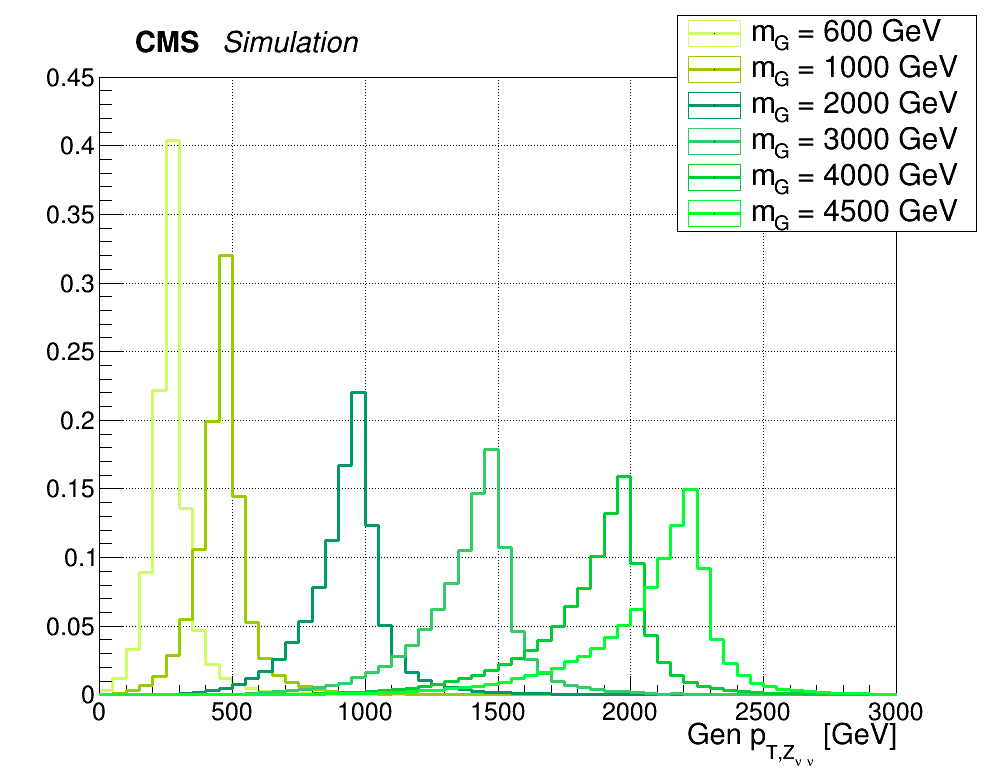 CMS Simulation
m_G = 600 GeV
m_G = 1000 GeV
m_G = 2000 GeV
m_G = 3000 GeV
m_G = 4000 GeV
m_G = 4500 GeV
0.45
0.4
0.35
0.3
0.25
0.2
0.15
0.1
0.05
0
0 500 1000 1500 2000 2500 3000
Gen p_T,Z_ν ν [GeV]